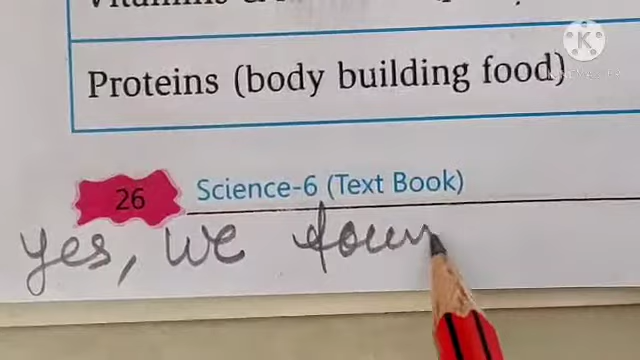 Proteins (body building food)
26 Science-6 (Text Book)
yes, we foun